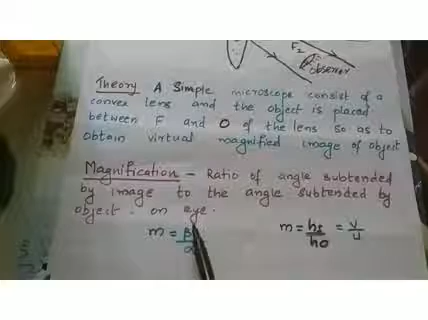 F2
observer
Theory A Simple microscope consist of a
convex lens and the object is placed
between F and O of the lens so as to
obtain virtual magnified image of object
Magnification - Ratio of angle subtended
by image to the angle subtended by
object. on eye.
m = β/α m = hI/ho = v/u